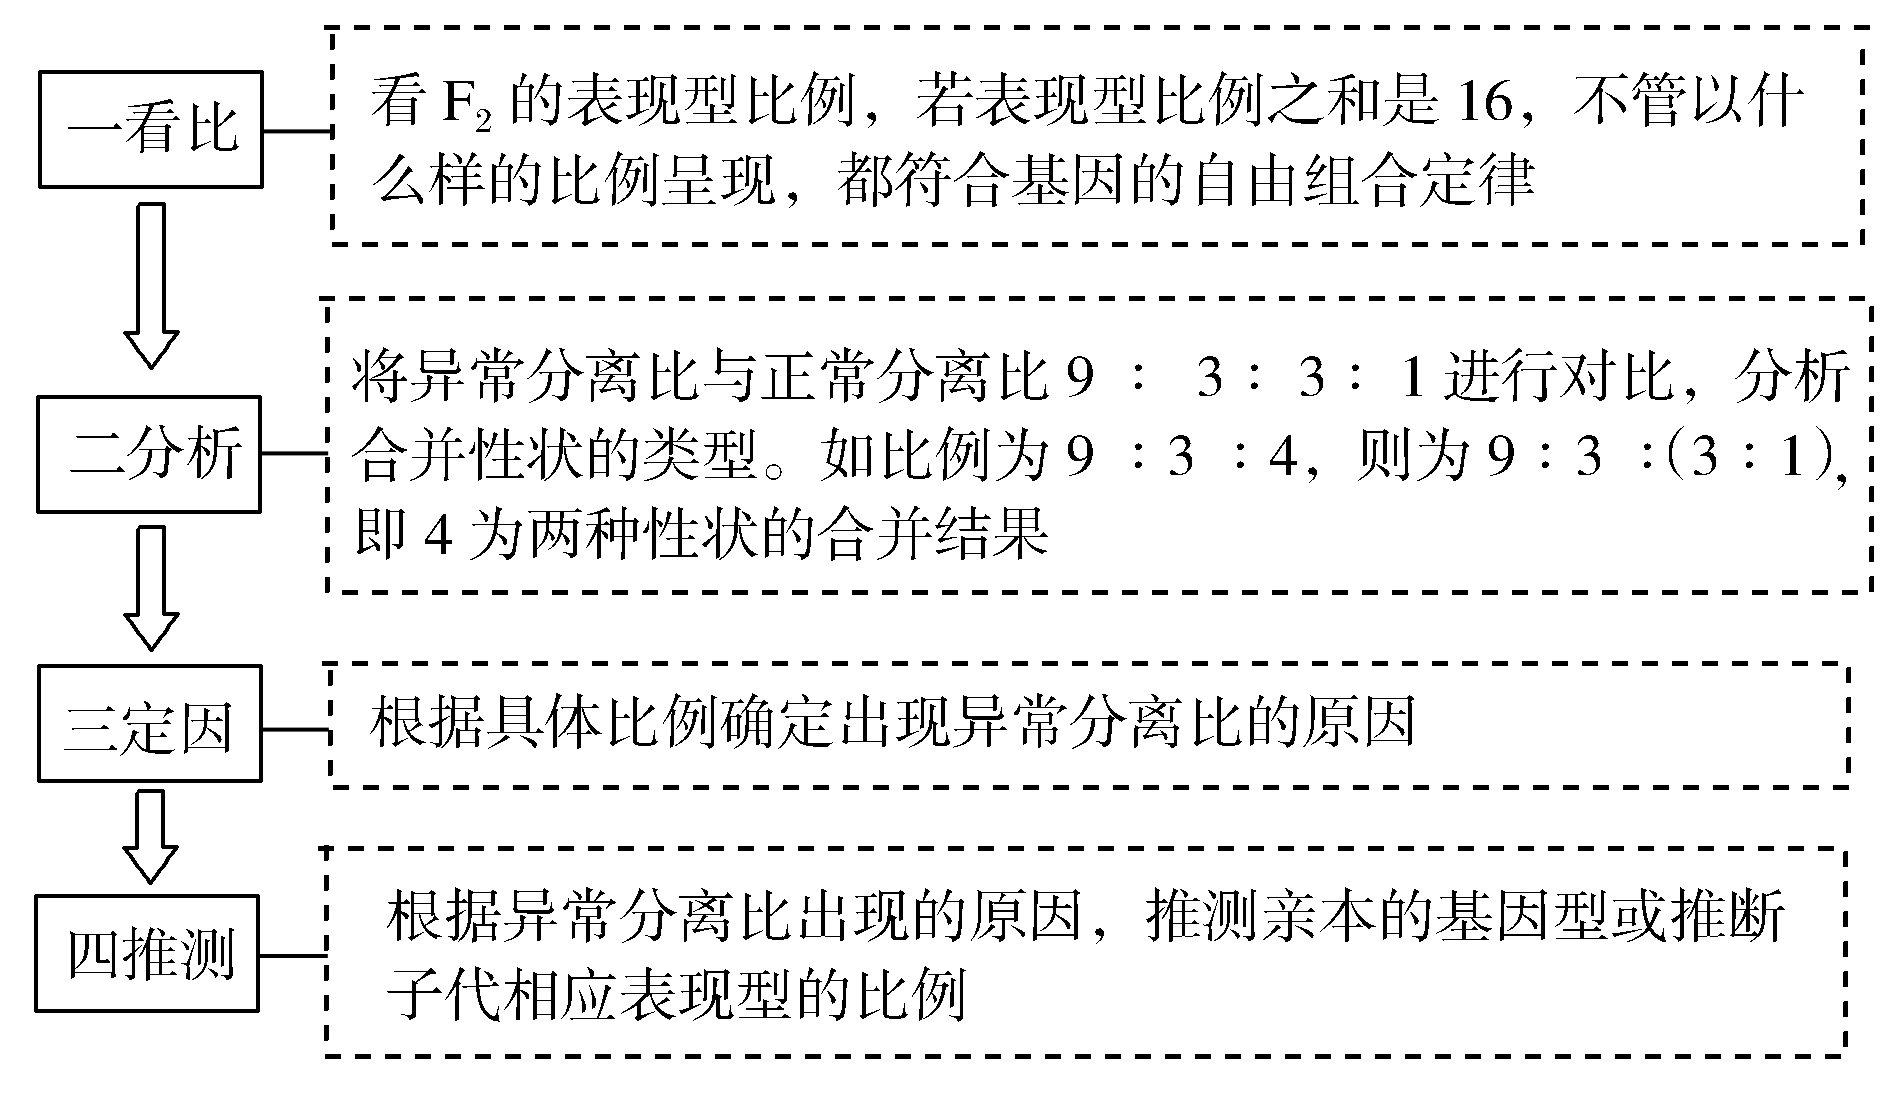 一看比
看F₂的表现型比例，若表现型比例之和是16，不管以什
么样的比例呈现，都符合基因的自由组合定律
二分析
将异常分离比与正常分离比9∶3∶3∶1进行对比，分析
合并性状的类型。如比例为9∶3∶4，则为9∶3∶(3∶1)，
即4为两种性状的合并结果
三定因
根据具体比例确定出现异常分离比的原因
四推测
根据异常分离比出现的原因，推测亲本的基因型或推断
子代相应表现型的比例